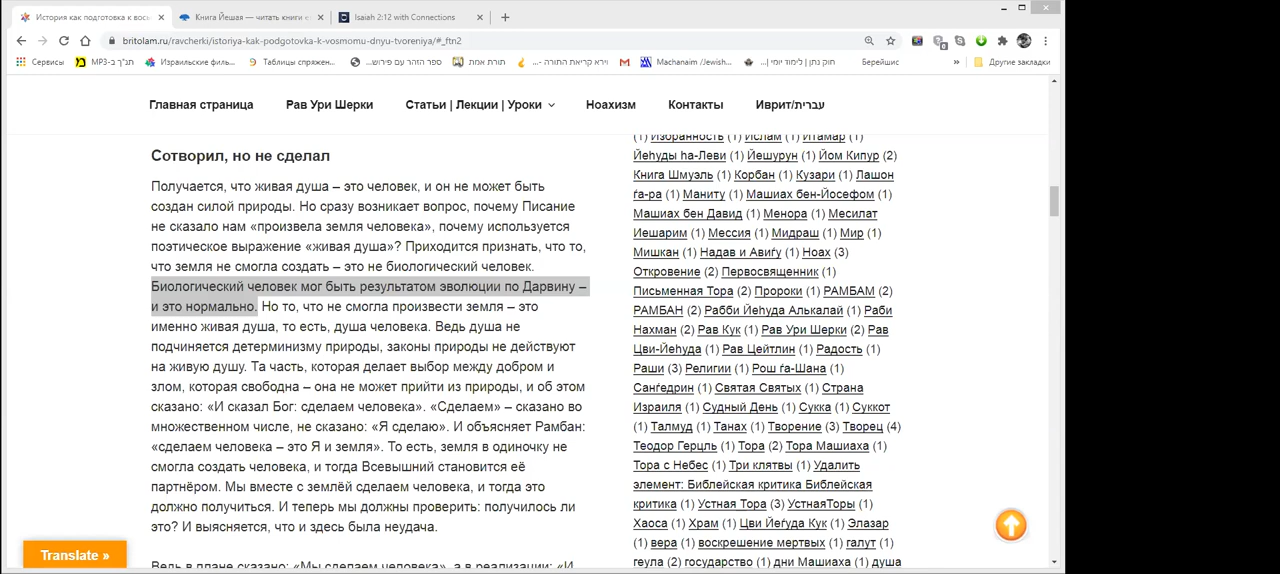 История как подготовка к вось
Книга Йешая — читать книги
Isaiah 2:12 with Connections
britolam.ru/ravcherki/istoriya-kak-podgotovka-k-vosmomu-dnyu-tvoreniya/#_ftn2
Сервисы
תנ"ך ב-MP3
Израильские фил...
Таблицы спряжен...
ספר הזהר עם פירוש...
תורת אמת
וירא קריאת התורה -...
Machanaim /Jewish...
חוק נתן | לימוד יומי |...
Берейшис
»
Другие закладки
Главная страница
Рав Ури Шерки
Статьи | Лекции | Уроки
Ноахизм
Контакты
Иврит/עברית
Сотворил, но не сделал
Получается, что живая душа – это человек, и он не может быть
создан силой природы. Но сразу возникает вопрос, почему Писание
не сказало нам «произвела земля человека», почему используется
поэтическое выражение «живая душа»? Приходится признать, что то,
что земля не смогла создать – это не биологический человек.
Биологический человек мог быть результатом эволюции по Дарвину –
и это нормально. Но то, что не смогла произвести земля – это
именно живая душа, то есть, душа человека. Ведь душа не
подчиняется детерминизму природы, законы природы не действуют
на живую душу. Та часть, которая делает выбор между добром и
злом, которая свободна – она не может прийти из природы, и об этом
сказано: «И сказал Бог: сделаем человека». «Сделаем» – сказано во
множественном числе, не сказано: «Я сделаю». И объясняет Рамбан:
«сделаем человека – это Я и земля». То есть, земля в одиночку не
смогла создать человека, и тогда Всевышний становится её
партнёром. Мы вместе с землёй сделаем человека, и тогда это
должно получиться. И теперь мы должны проверить: получилось ли
это? И выясняется, что и здесь была неудача.
Ведь в плане сказано: «Мы сделаем человека», а в реализации: «И
(1) Избранность (1) Ислам (1) Итамар (1)
Йеhуды hа-Леви (1) Йешурун (1) Йом Кипур (2)
Книга Шмуэль (1) Корбан (1) Кузари (1) Лашон
ѓа-ра (1) Маниту (1) Машиах бен-Йосефом (1)
Машиах бен Давид (1) Менора (1) Месилат
Иешарим (1) Мессия (1) Мидраш (1) Мир (1)
Мишкан (1) Надав и Авиѓу (1) Ноах (3)
Откровение (2) Первосвященник (1)
Письменная Тора (2) Пророки (1) РАМБАМ (2)
РАМБАН (2) Рабби Йеhуда Алькалай (1) Раби
Нахман (2) Рав Кук (1) Рав Ури Шерки (2) Рав
Цви-Йеhуда (1) Рав Цейтлин (1) Радость (1)
Раши (3) Религии (1) Рош ѓа-Шана (1)
Санѓедрин (1) Святая Святых (1) Страна
Израиля (1) Судный День (1) Сукка (1) Суккот
(1) Талмуд (1) Танах (1) Творение (3) Творец (4)
Теодор Герцль (1) Тора (2) Тора Машиаха (1)
Тора с Небес (1) Три клятвы (1) Удалить
элемент: Библейская критика Библейская
критика (1) Устная Тора (3) УстнаяТоры (1)
Хаоса (1) Храм (1) Цви Йеѓуда Кук (1) Элазар
(1) вера (1) воскрешение мертвых (1) галут (1)
геула (2) государство (1) дни Машиаха (1) душа
Translate »